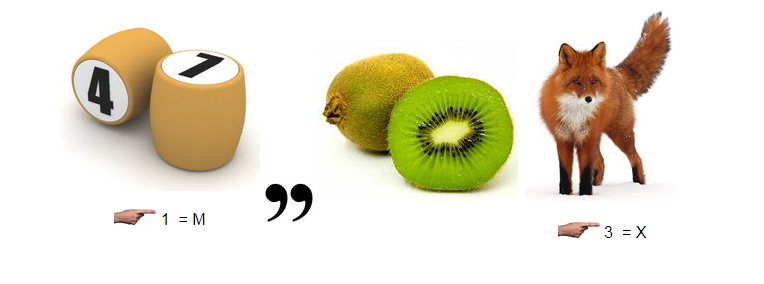 4 7
”
1 = M
3 = X